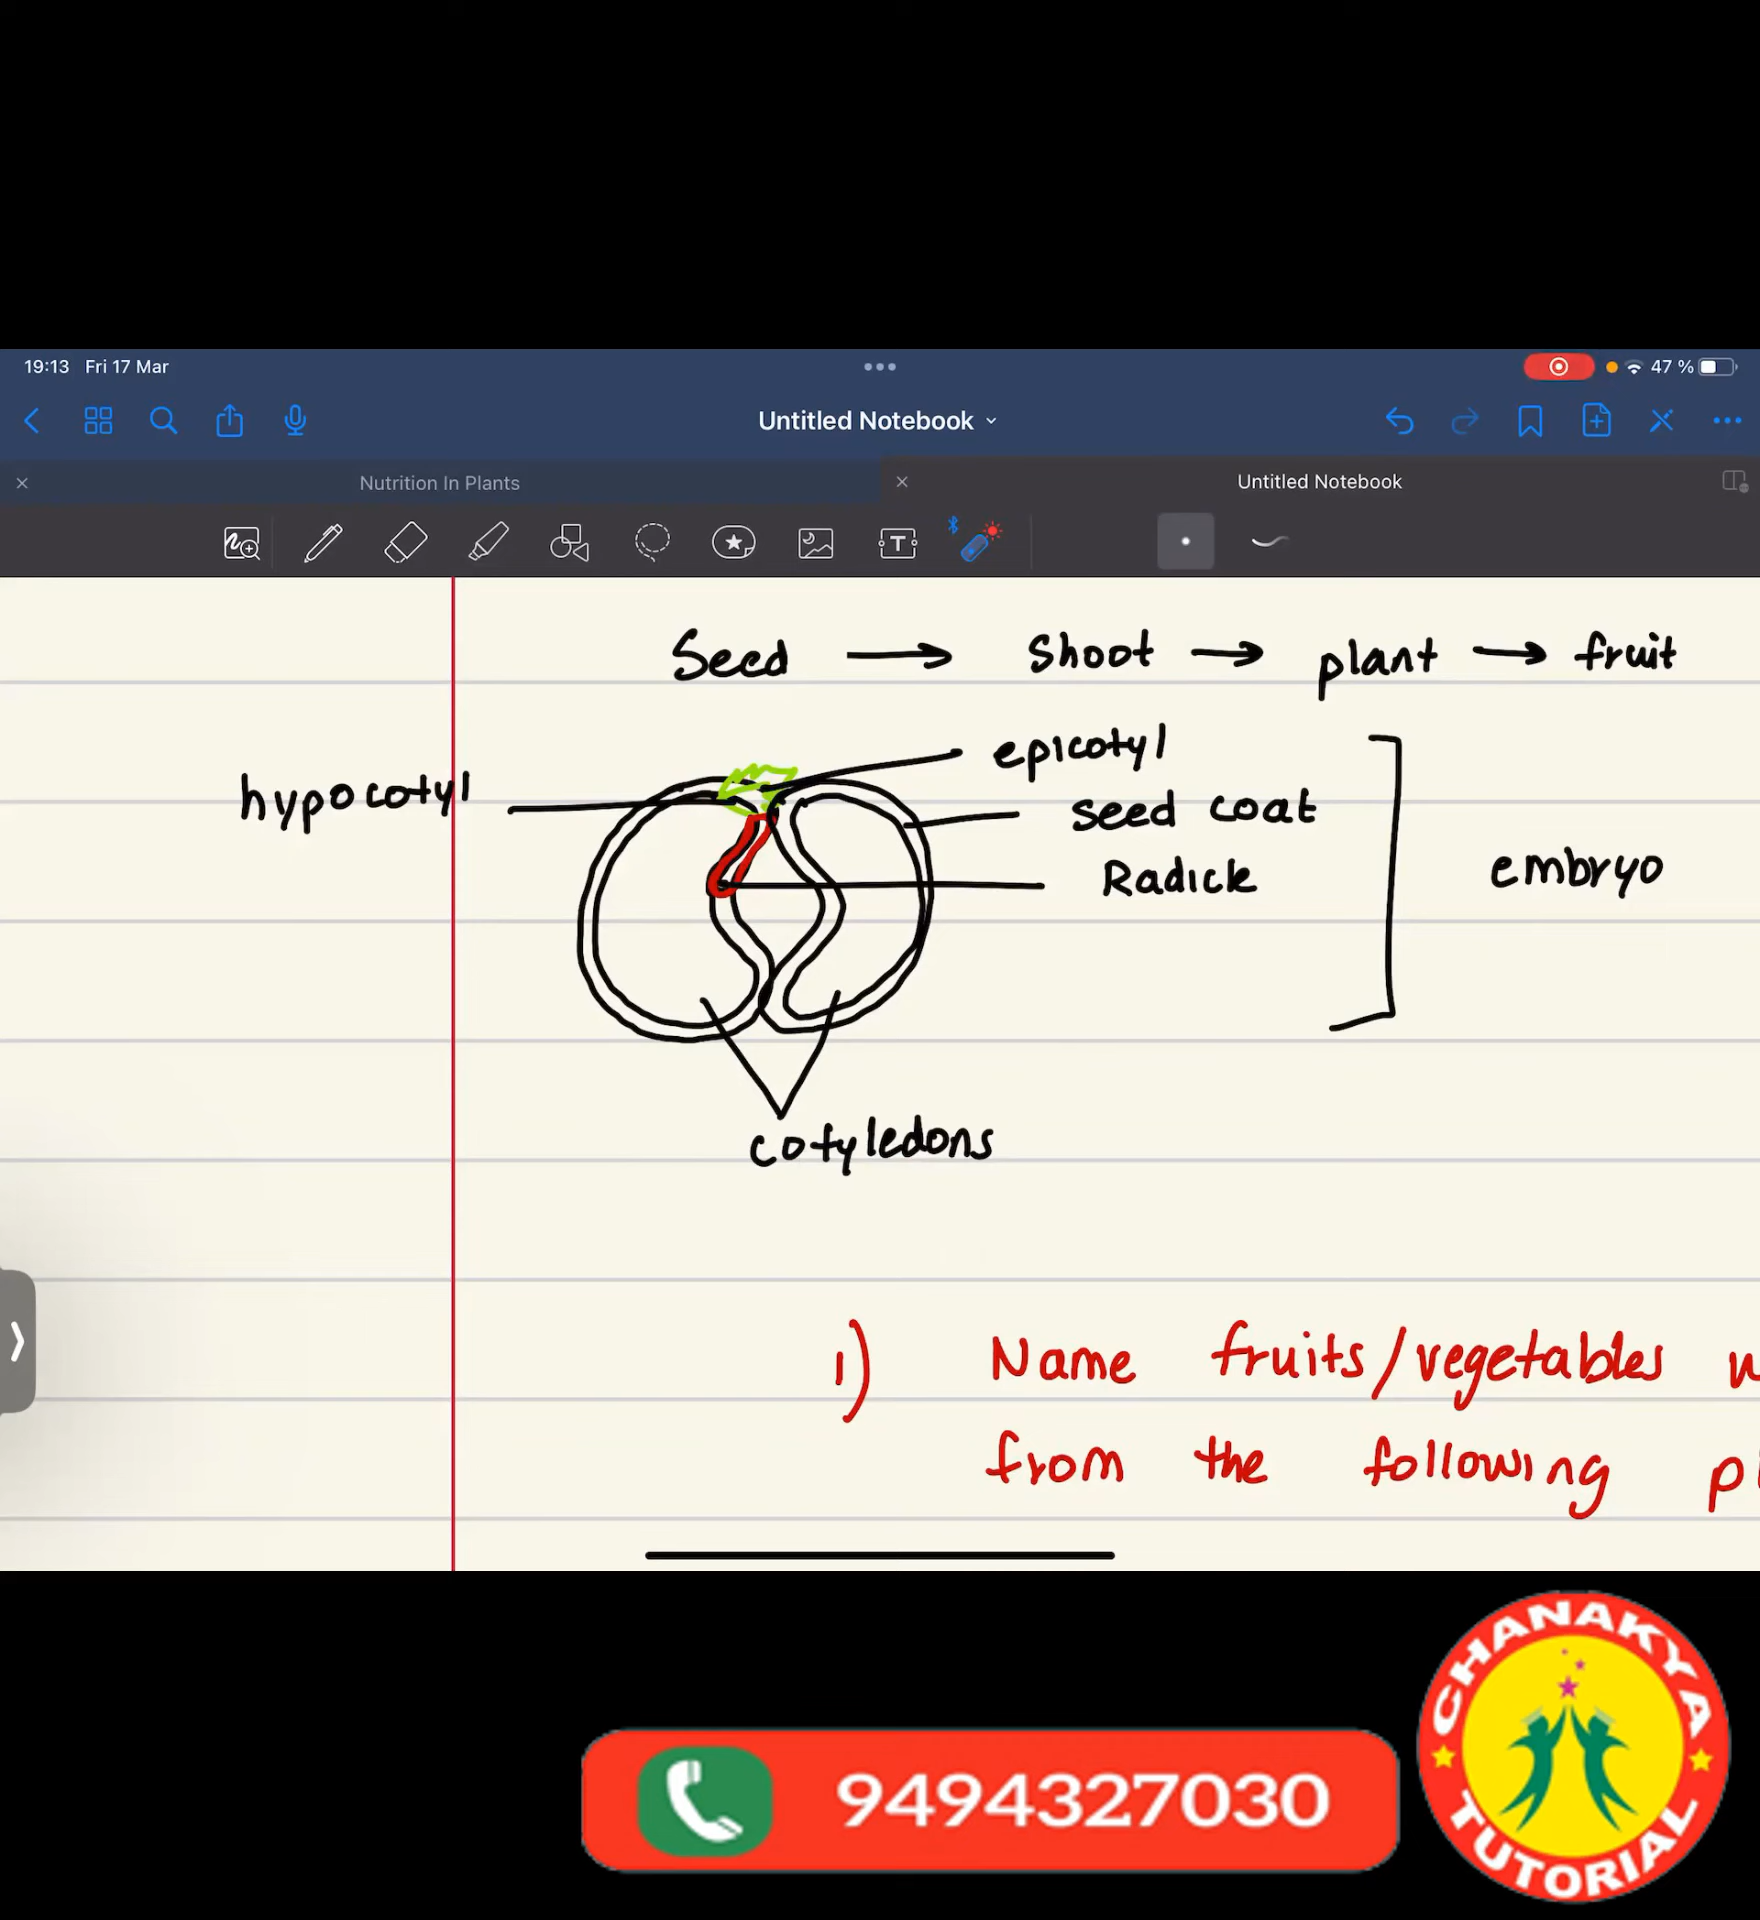 19:13 Fri 17 Mar
47 %
Untitled Notebook
Nutrition In Plants
Untitled Notebook
Seed → Shoot → plant → fruit
epicotyl
hypocotyl
seed coat
Radicle
embryo
cotyledons
1) Name fruits/vegetables
from the following
9494327030
CHANAKYA
TUTORIAL